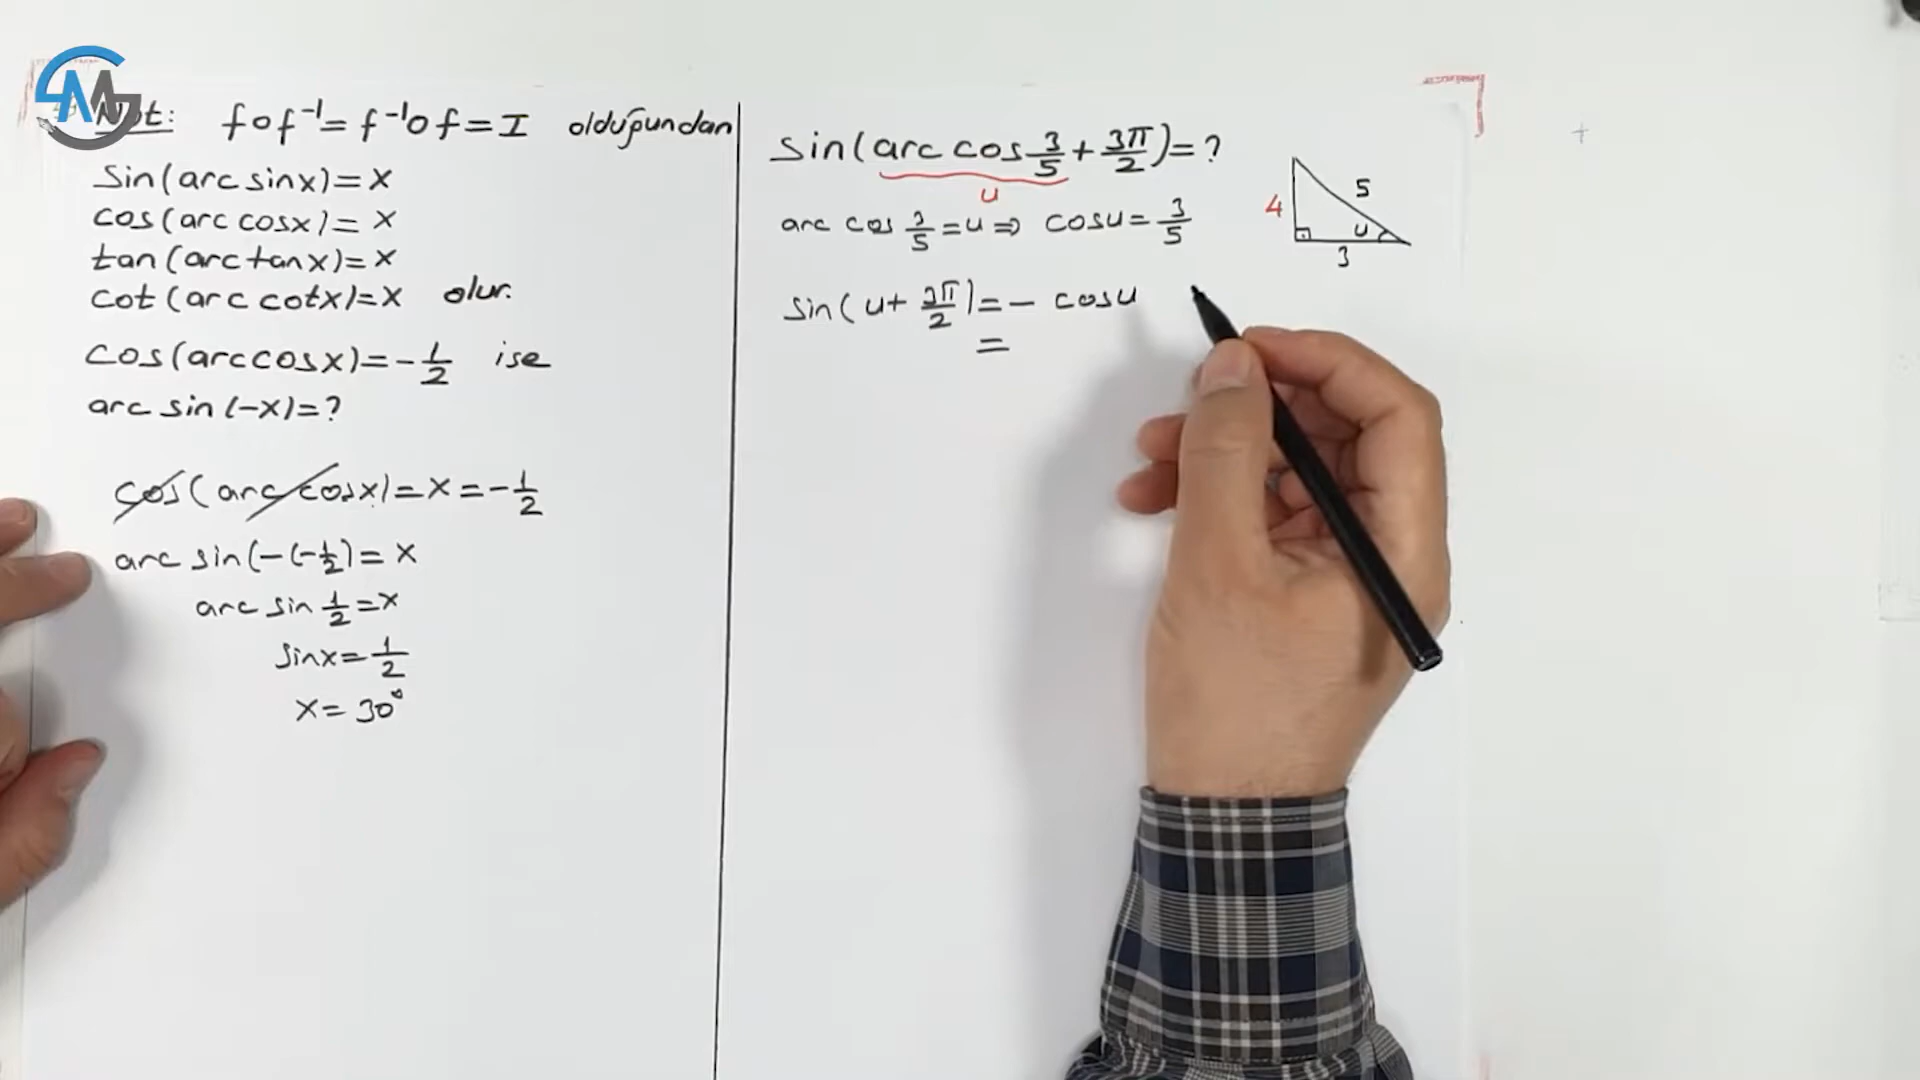 Not: fof⁻¹ = f⁻¹of = I olduğundan
sin(arc sinx) = x
cos(arc cosx) = x
tan(arctanx) = x
cot(arc cotx) = x olur.
cos(arccosx) = -1/2 ise
arc sin(-x) = ?
cos(arc cosx) = x = -1/2
arc sin(-(-1/2) = x
arc sin 1/2 = x
sinx = 1/2
x = 30°
sin(arc cos 3/5 + 3π/2) = ?
u
arc cos 3/5 = u ⇒ cosu = 3/5
sin(u + 3π/2) = - cosu
=
4
5
u
3